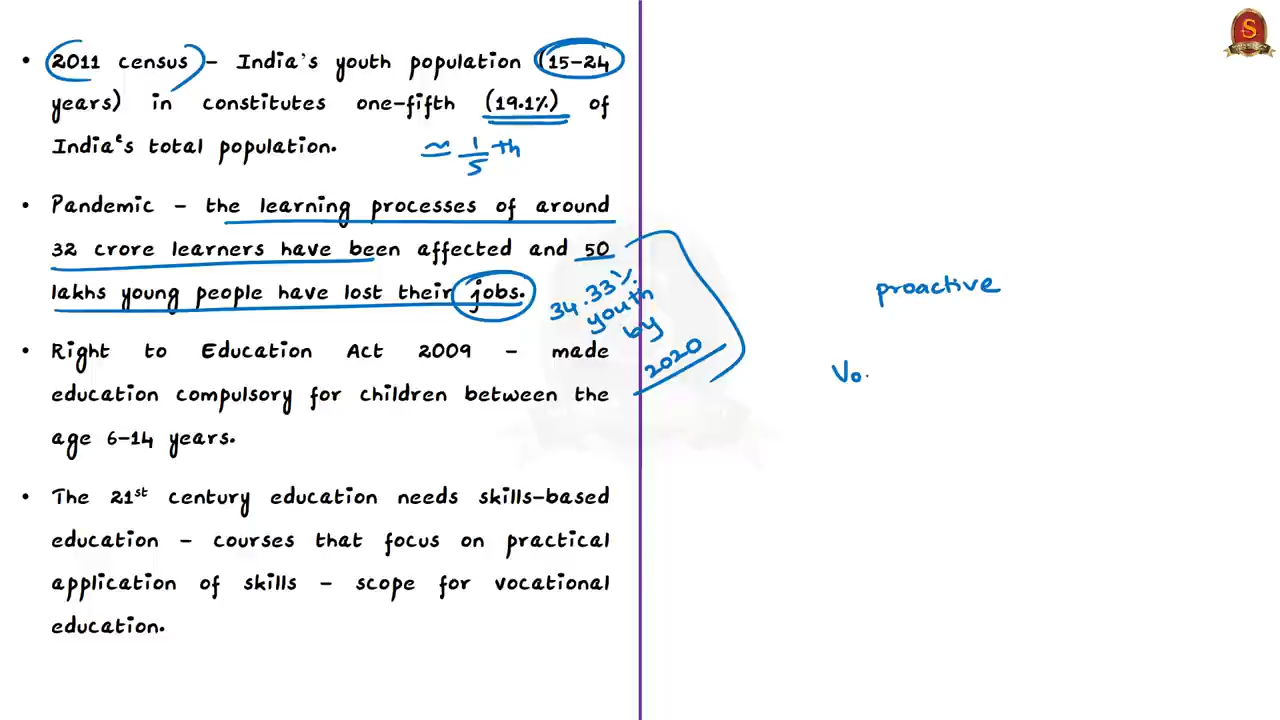 • 2011 census - India's youth population (15-24
years) in constitutes one-fifth (19.1%) of
India's total population.
≃ 1/5 th
• Pandemic - the learning processes of around
32 crore learners have been affected and 50
lakhs young people have lost their jobs.
34.33%
youth
by
2020
• Right to Education Act 2009 - made
education compulsory for children between the
age 6-14 years.
• The 21st century education needs skills-based
education - courses that focus on practical
application of skills - scope for vocational
education.
proactive
Vo.
S